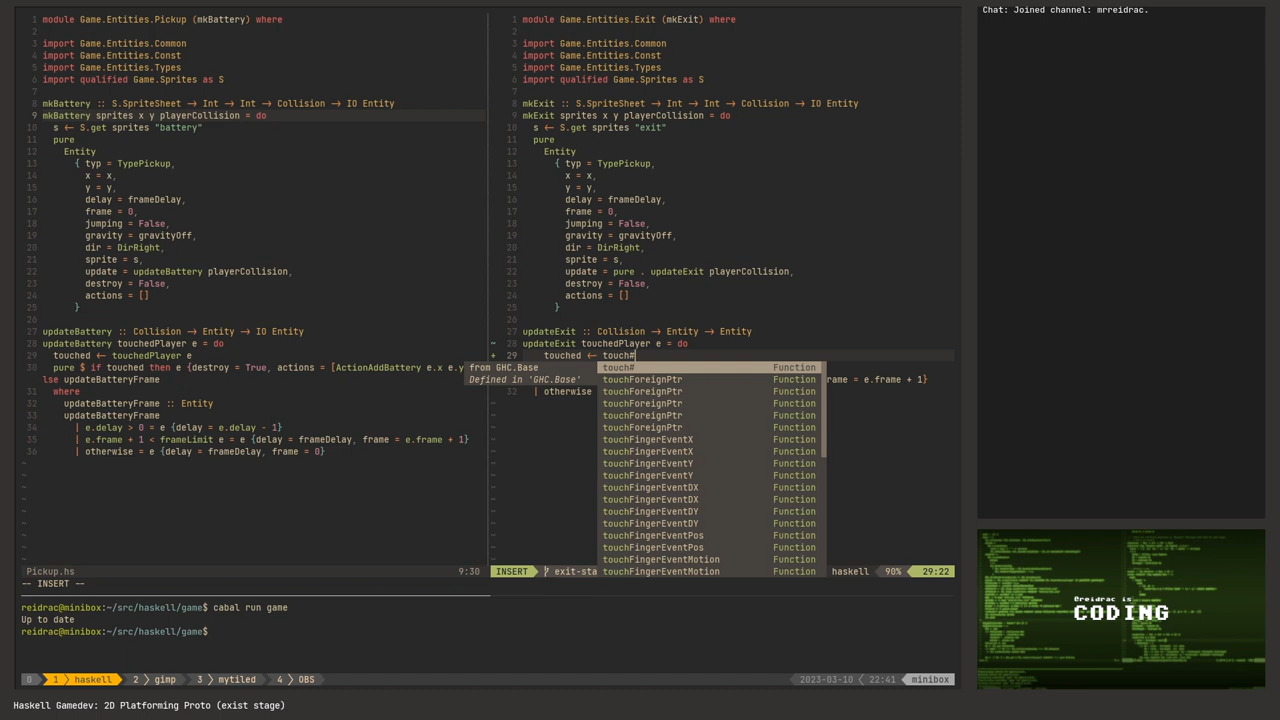 1 module Game.Entities.Pickup (mkBattery) where
2
3 import Game.Entities.Common
4 import Game.Entities.Const
5 import Game.Entities.Types
6 import qualified Game.Sprites as S
7
8 mkBattery :: S.SpriteSheet → Int → Int → Collision → IO Entity
9 mkBattery sprites x y playerCollision = do
10 s ← S.get sprites "battery"
11 pure
12 Entity
13 { typ = TypePickup,
14 x = x,
15 y = y,
16 delay = frameDelay,
17 frame = 0,
18 jumping = False,
19 gravity = gravityOff,
20 dir = DirRight,
21 sprite = s,
22 update = updateBattery playerCollision,
23 destroy = False,
24 actions = []
25 }
26
27 updateBattery :: Collision → Entity → IO Entity
28 updateBattery touchedPlayer e = do
29 touched ← touchedPlayer e
30 pure $ if touched then e {destroy = True, actions = [ActionAddBattery e.x e.y
lse updateBatteryFrame
31 where
32 updateBatteryFrame :: Entity
33 updateBatteryFrame
34 | e.delay > 0 = e {delay = e.delay - 1}
35 | e.frame + 1 < frameLimit e = e {delay = frameDelay, frame = e.frame + 1}
36 | otherwise = e {delay = frameDelay, frame = 0}
~
~
~
~
~
~
~
~
~
Pickup.hs 9:30
1 module Game.Entities.Exit (mkExit) where
2
3 import Game.Entities.Common
4 import Game.Entities.Const
5 import Game.Entities.Types
6 import qualified Game.Sprites as S
7
8 mkExit :: S.SpriteSheet → Int → Int → Collision → IO Entity
9 mkExit sprites x y playerCollision = do
10 s ← S.get sprites "exit"
11 pure
12 Entity
13 { typ = TypePickup,
14 x = x,
15 y = y,
16 delay = frameDelay,
17 frame = 0,
18 jumping = False,
19 gravity = gravityOff,
20 dir = DirRight,
21 sprite = s,
22 update = pure . updateExit playerCollision,
23 destroy = False,
24 actions = []
25 }
26
27 updateExit :: Collision → Entity → Entity
~ 28 updateExit touchedPlayer e = do
+ 29 touched ← touch#
from GHC.Base
Defined in 'GHC.Base'
touch# Function
touchForeignPtr Function
rame = e.frame + 1}
32 | otherwise
touchForeignPtr Function
touchForeignPtr Function
touchForeignPtr Function
touchForeignPtr Function
touchFingerEventX Function
touchFingerEventX Function
touchFingerEventY Function
touchFingerEventY Function
touchFingerEventDX Function
touchFingerEventDX Function
touchFingerEventDY Function
touchFingerEventDY Function
touchFingerEventPos Function
touchFingerEventPos Function
touchFingerEventMotion Function
touchFingerEventMotion Function
INSERT exit-sta haskell 90% 29:22
-- INSERT --
reidrac@minibox:~/src/haskell/game$ cabal run game
Up to date
reidrac@minibox:~/src/haskell/game$
0 1 haskell 2 gimp 3 mytiled 4 OBS 2023-03-10 22:41 minibox
Haskell Gamedev: 2D Platforming Proto (exist stage)
Chat: Joined channel: mrreidrac.
@reidrac is
CODING